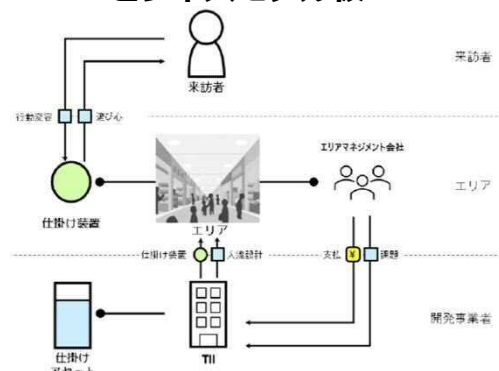 来訪者
来訪者
行動変容
遊び心
エリアマネジメント会社
エリア
仕掛け装置
エリア
仕掛け装置
人流設計
支払
¥
課題
開発事業者
仕掛け
TII